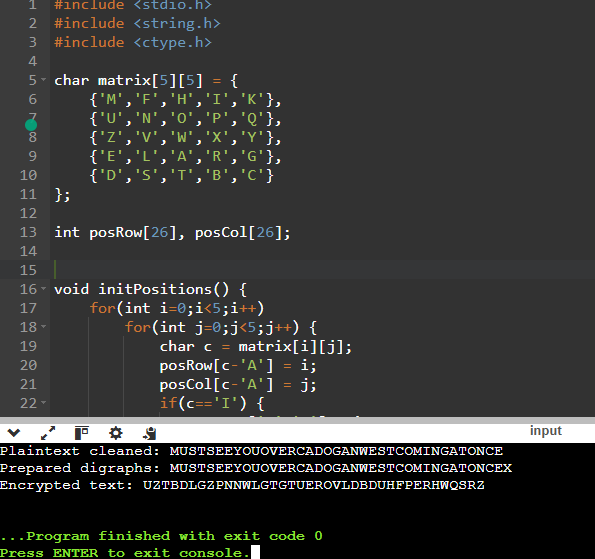 1 #include <stdio.h>
2 #include <string.h>
3 #include <ctype.h>
4
5 char matrix[5][5] = {
6 {'M','F','H','I','K'},
7 {'U','N','O','P','Q'},
8 {'Z','V','W','X','Y'},
9 {'E','L','A','R','G'},
10 {'D','S','T','B','C'}
11 };
12
13 int posRow[26], posCol[26];
14
15
16 void initPositions() {
17 for(int i=0;i<5;i++)
18 for(int j=0;j<5;j++) {
19 char c = matrix[i][j];
20 posRow[c-'A'] = i;
21 posCol[c-'A'] = j;
22 if(c=='I') {
input
Plaintext cleaned: MUSTSEEYOUOVERCADOGANWESTCOMINGATONCE
Prepared digraphs: MUSTSEEYOUOVERCADOGANWESTCOMINGATONCEX
Encrypted text: UZTBDLGZPNNWLGTGTUEROVLDBDUHFPERHWQSRZ
...Program finished with exit code 0
Press ENTER to exit console.